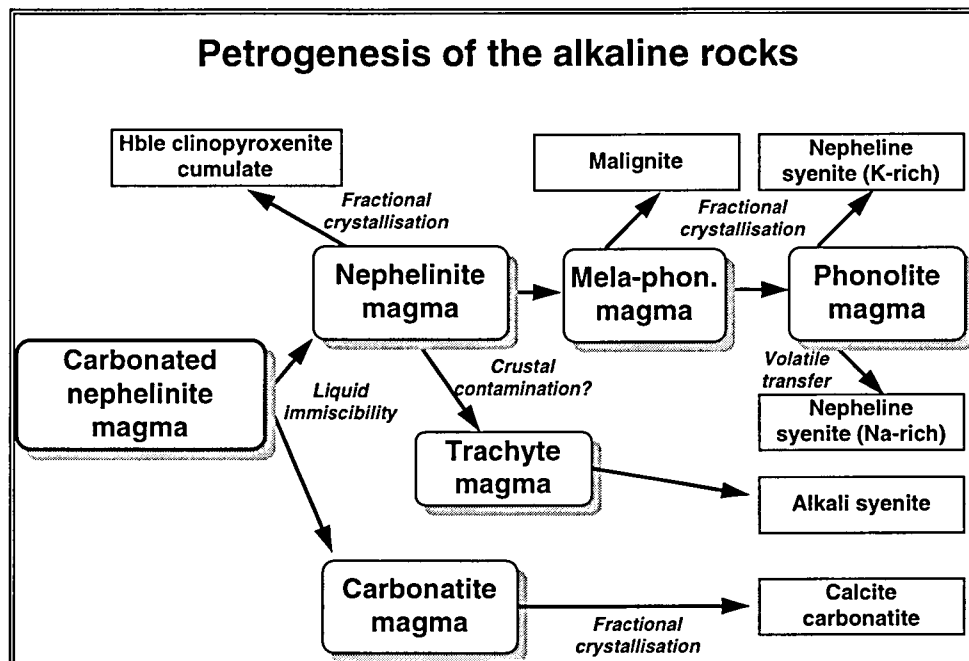 Petrogenesis of the alkaline rocks
Hble clinopyroxenite
cumulate
Malignite
Nepheline
syenite (K-rich)
Fractional
crystallisation
Fractional
crystallisation
Nephelinite
magma
Mela-phon.
magma
Phonolite
magma
Carbonated
nephelinite
magma
Liquid
immiscibility
Crustal
contamination?
Volatile
transfer
Nepheline
syenite (Na-rich)
Trachyte
magma
Alkali syenite
Carbonatite
magma
Fractional
crystallisation
Calcite
carbonatite